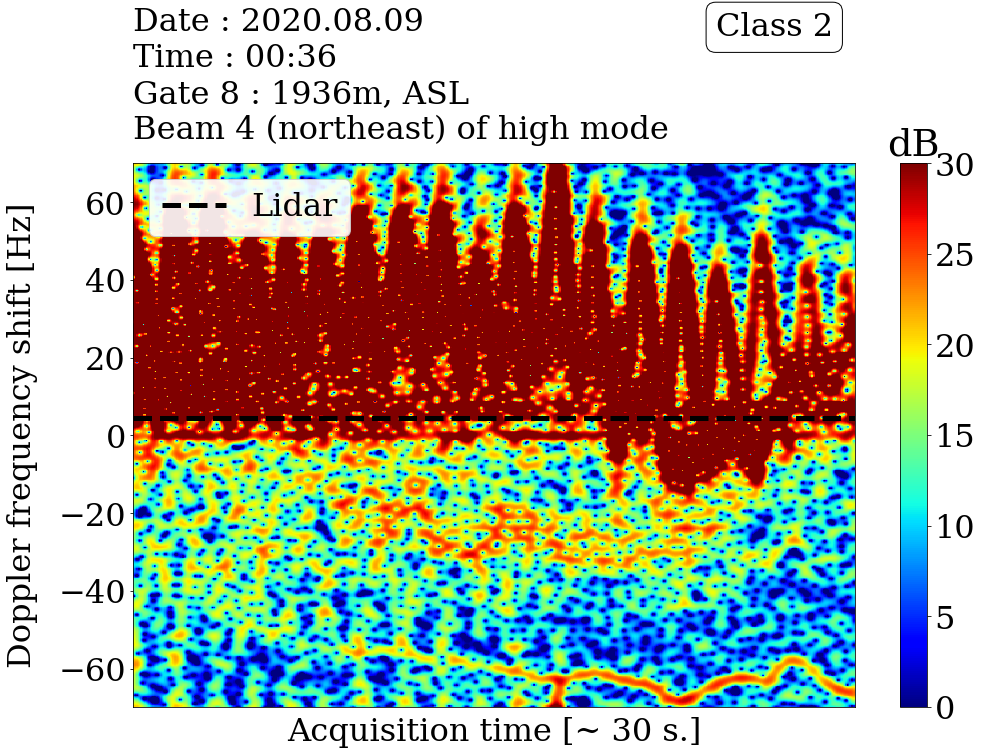 Date : 2020.08.09
Time : 00:36
Gate 8 : 1936m, ASL
Beam 4 (northeast) of high mode
Class 2
dB
Lidar
Doppler frequency shift [Hz]
60
40
20
0
−20
−40
−60
30
25
20
15
10
5
0
Acquisition time [~ 30 s.]